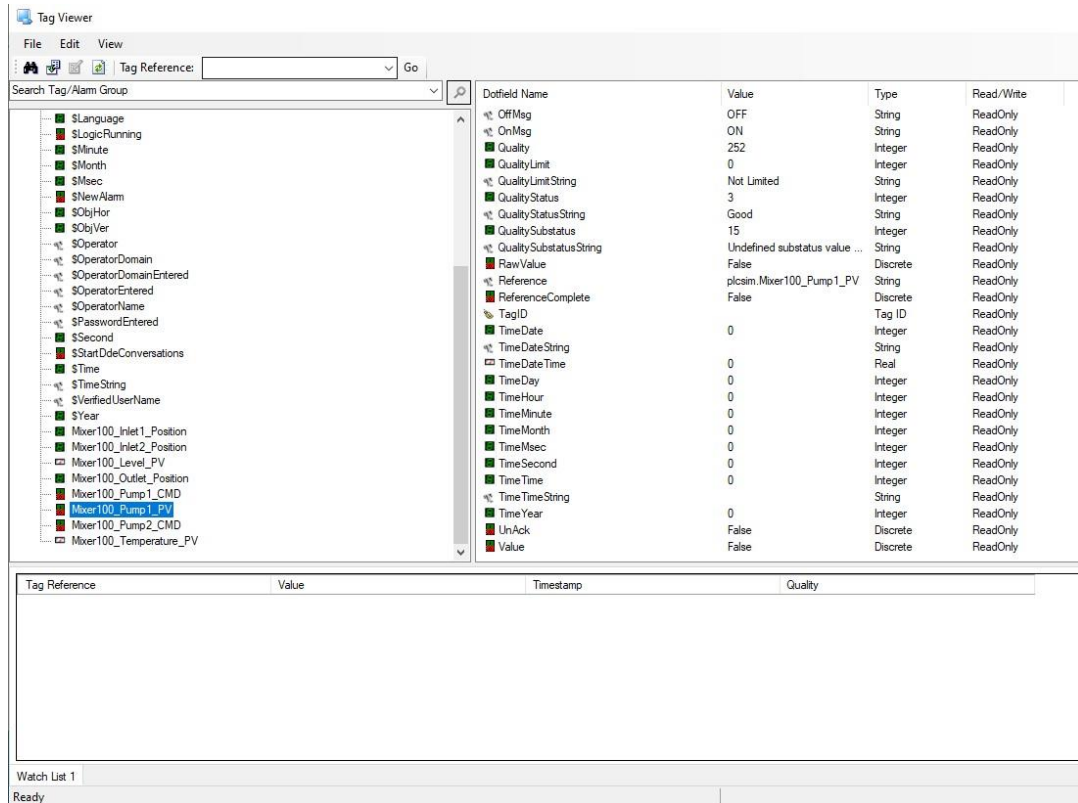 Tag Viewer
File Edit View
Tag Reference: Go
Search Tag/Alarm Group
$Language
$LogicRunning
$Minute
$Month
$Msec
$NewAlarm
$ObjHor
$ObjVer
$Operator
$OperatorDomain
$OperatorDomainEntered
$OperatorEntered
$OperatorName
$PasswordEntered
$Second
$StartDdeConversations
$Time
$TimeString
$VerifiedUserName
$Year
Mixer100_Inlet1_Position
Mixer100_Inlet2_Position
Mixer100_Level_PV
Mixer100_Outlet_Position
Mixer100_Pump1_CMD
Mixer100_Pump1_PV
Mixer100_Pump2_CMD
Mixer100_Temperature_PV
Dotfield Name Value Type Read/Write
OffMsg OFF String ReadOnly
OnMsg ON String ReadOnly
Quality 252 Integer ReadOnly
QualityLimit 0 Integer ReadOnly
QualityLimitString Not Limited String ReadOnly
QualityStatus 3 Integer ReadOnly
QualityStatusString Good String ReadOnly
QualitySubstatus 15 Integer ReadOnly
QualitySubstatusString Undefined substatus value ... String ReadOnly
RawValue False Discrete ReadOnly
Reference plcsim.Mixer100_Pump1_PV String ReadOnly
ReferenceComplete False Discrete ReadOnly
TagID Tag ID ReadOnly
TimeDate 0 Integer ReadOnly
TimeDateString String ReadOnly
TimeDateTime 0 Real ReadOnly
TimeDay 0 Integer ReadOnly
TimeHour 0 Integer ReadOnly
TimeMinute 0 Integer ReadOnly
TimeMonth 0 Integer ReadOnly
TimeMsec 0 Integer ReadOnly
TimeSecond 0 Integer ReadOnly
TimeTime 0 Integer ReadOnly
TimeTimeString String ReadOnly
TimeYear 0 Integer ReadOnly
UnAck False Discrete ReadOnly
Value False Discrete ReadOnly
Tag Reference Value Timestamp Quality
Watch List 1
Ready